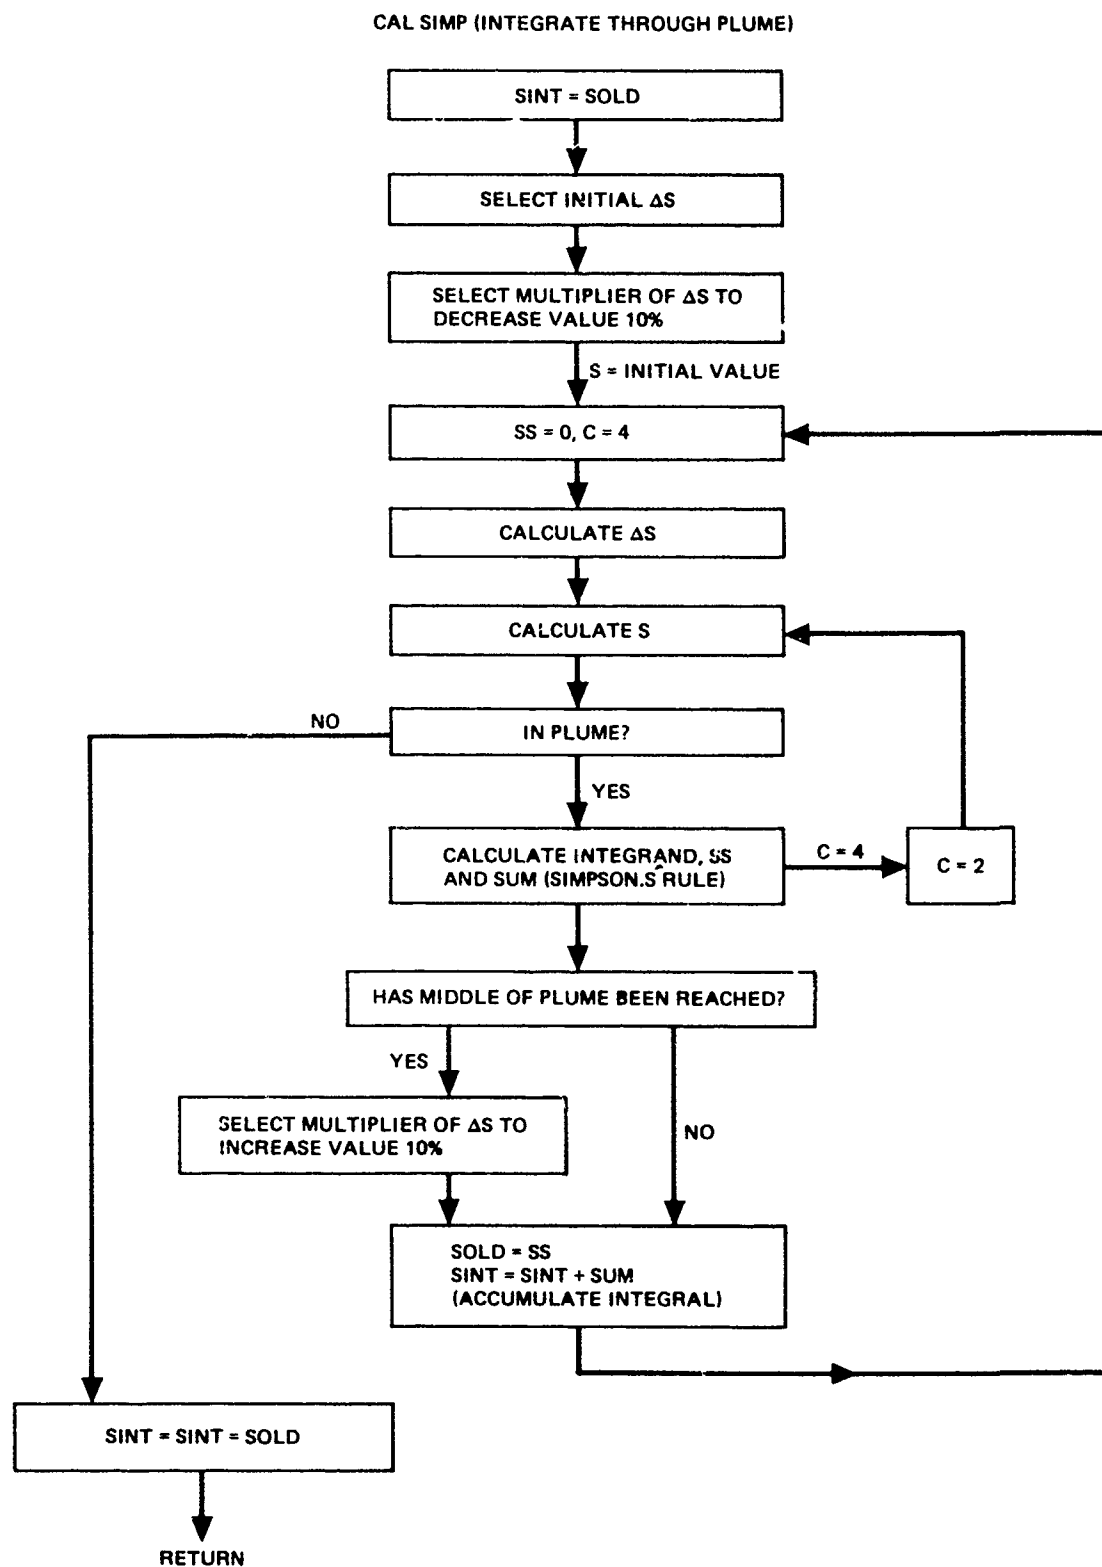 CAL SIMP (INTEGRATE THROUGH PLUME)
SINT = SOLD
SELECT INITIAL ΔS
SELECT MULTIPLIER OF ΔS TO
DECREASE VALUE 10%
S = INITIAL VALUE
SS = 0, C = 4
CALCULATE ΔS
CALCULATE S
NO
IN PLUME?
YES
CALCULATE INTEGRAND, SS
AND SUM (SIMPSON.S RULE)
C = 4
C = 2
HAS MIDDLE OF PLUME BEEN REACHED?
YES
SELECT MULTIPLIER OF ΔS TO
INCREASE VALUE 10%
NO
SOLD = SS
SINT = SINT + SUM
(ACCUMULATE INTEGRAL)
SINT = SINT = SOLD
RETURN